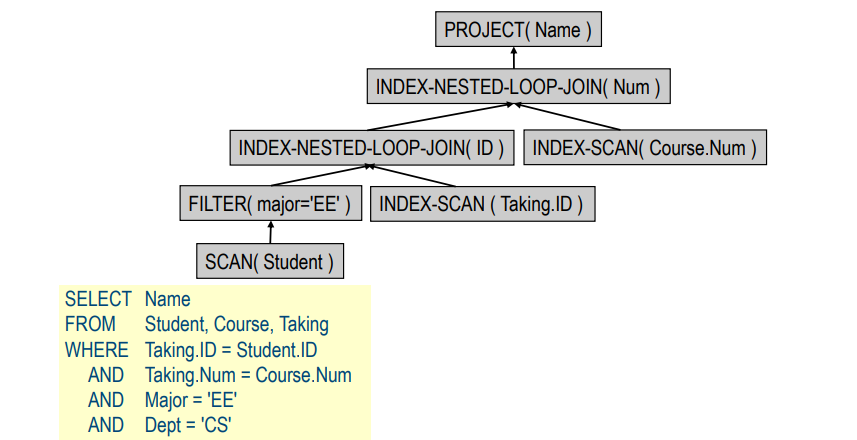 PROJECT( Name )
INDEX-NESTED-LOOP-JOIN( Num )
INDEX-NESTED-LOOP-JOIN( ID )
INDEX-SCAN( Course.Num )
FILTER( major='EE' )
INDEX-SCAN ( Taking.ID )
SCAN( Student )
SELECT Name
FROM Student, Course, Taking
WHERE Taking.ID = Student.ID
AND Taking.Num = Course.Num
AND Major = 'EE'
AND Dept = 'CS'